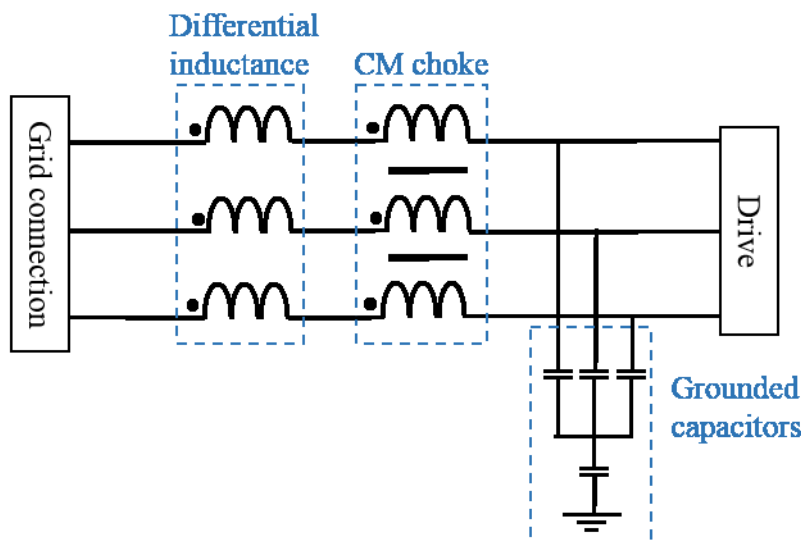 Differential
inductance
CM choke
Grid connection
Drive
Grounded
capacitors